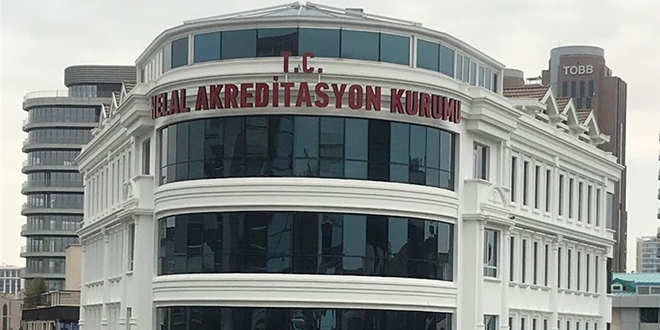 T.C.
HELAL AKREDİTASYON KURUMU
TOBB